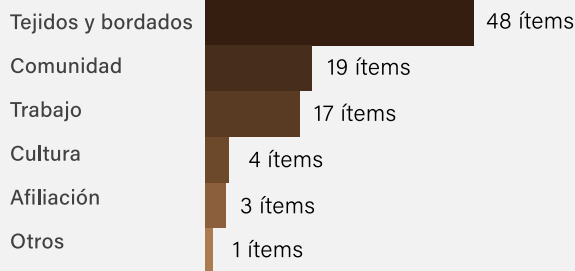 Tejidos y bordados 48 ítems
Comunidad 19 ítems
Trabajo 17 ítems
Cultura 4 ítems
Afiliación 3 ítems
Otros 1 ítems